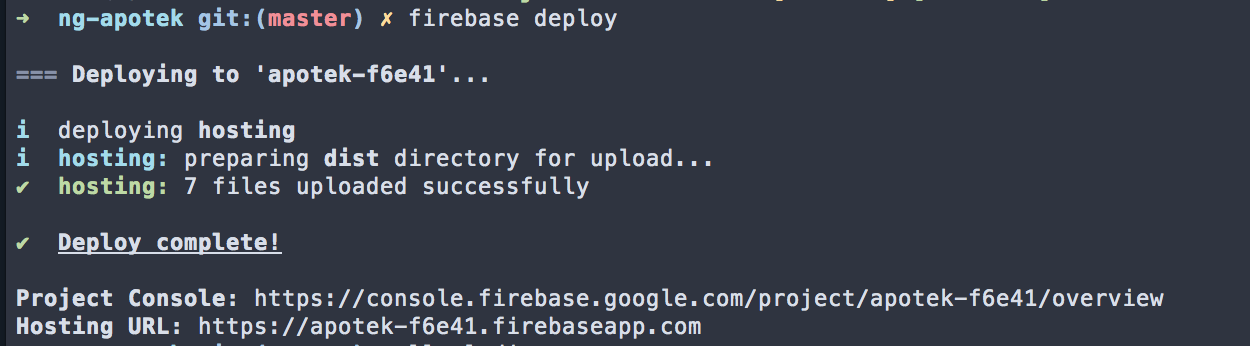 ➜ ng-apotek git:(master) ✗ firebase deploy
=== Deploying to 'apotek-f6e41'...
i deploying hosting
i hosting: preparing dist directory for upload...
✔ hosting: 7 files uploaded successfully
✔ Deploy complete!
Project Console: https://console.firebase.google.com/project/apotek-f6e41/overview
Hosting URL: https://apotek-f6e41.firebaseapp.com